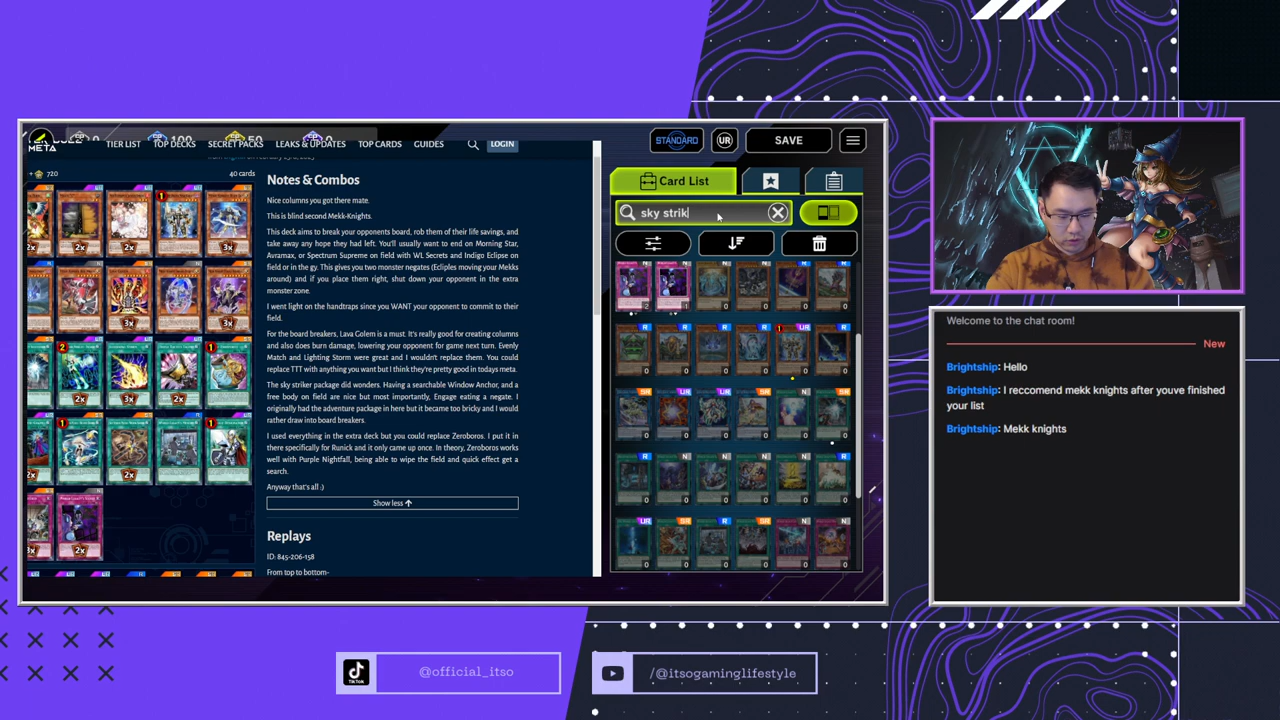 META
TIER LIST
TOP DECKS
SECRET PACKS
LEAKS & UPDATES
TOP CARDS
GUIDES
LOGIN
720
40 cards
Notes & Combos
Nice columns you got there mate.
This is blind second Mekk-Knights.
This deck aims to break your opponents board, rob them of their life savings, and
take away any hope they had left. You'll usually want to end on Morning Star,
Avramax, or Spectrum Supreme on field with WL Secrets and Indigo Eclipse on
field or in the gy. This gives you two monster negates (Ecliples moving your Mekks
around) and if you place them right, shut down your opponent in the extra
monster zone.
I went light on the handtraps since you WANT your opponent to commit to their
field.
For the board breakers, Lava Golem is a must. It's really good for creating columns
and also does burn damage, lowering your opponent for game next turn. Evenly
Match and Lighting Storm were great and I wouldn't replace them. You could
replace TTT with anything you want but I think they're pretty good in todays meta.
The sky striker package did wonders. Having a searchable Window Anchor, and a
free body on field are nice but most importantly, Engage eating a negate. I
originally had the adventure package in here but it became too bricky and I would
rather draw into board breakers.
I used everything in the extra deck but you could replace Zeroboros. I put it in
there specifically for Runick and it only came up once. In theory, Zeroboros works
well with Purple Nightfall, being able to wipe the field and quick effect get a
search.
Anyway that's all :)
Show less
Replays
ID: 845-206-158
From top to bottom-
STANDARD
UR
SAVE
Card List
sky strik
Welcome to the chat room!
New
Brightship: Hello
Brightship: I reccomend mekk knights after youve finished
your list
Brightship: Mekk knights
@official_itso
/@itsogaminglifestyle